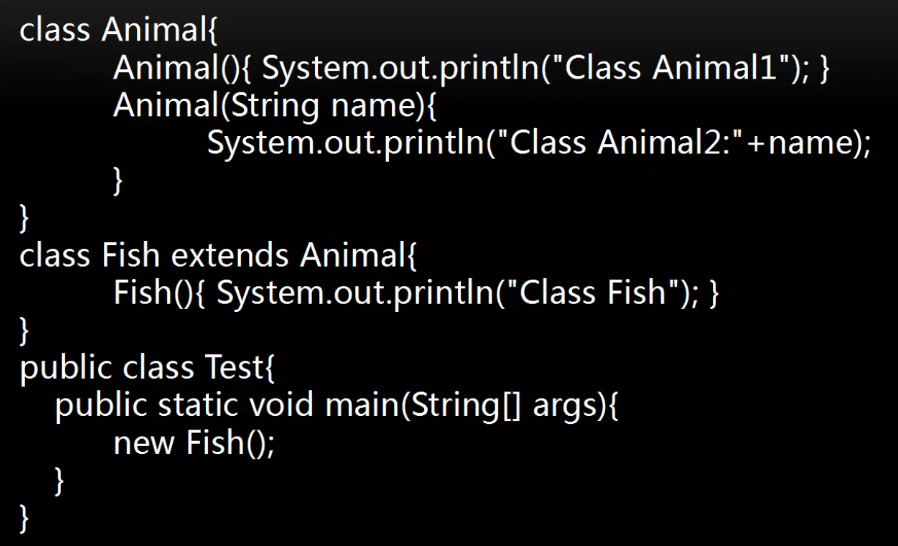 class Animal{
Animal(){ System.out.println("Class Animal1"); }
Animal(String name){
System.out.println("Class Animal2:"+name);
}
}
class Fish extends Animal{
Fish(){ System.out.println("Class Fish"); }
}
public class Test{
public static void main(String[] args){
new Fish();
}
}